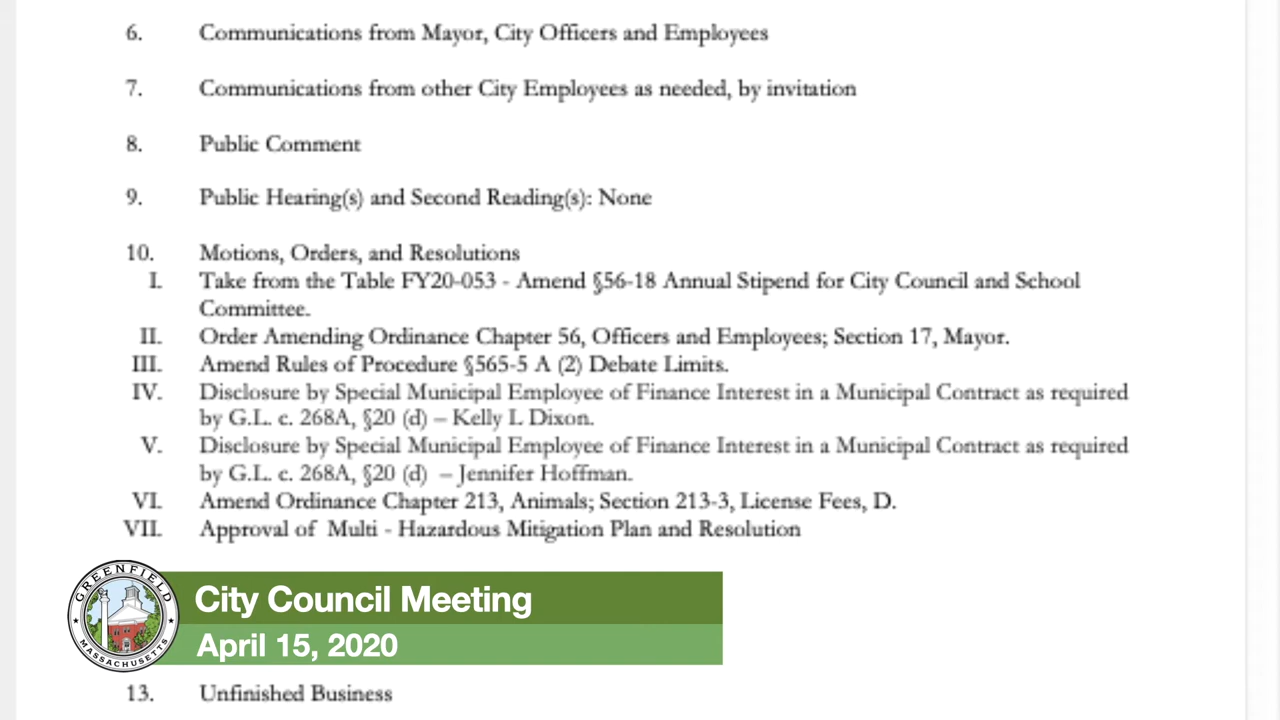 6. Communications from Mayor, City Officers and Employees
7. Communications from other City Employees as needed, by invitation
8. Public Comment
9. Public Hearing(s) and Second Reading(s): None
10. Motions, Orders, and Resolutions
I. Take from the Table FY20-053 - Amend §56-18 Annual Stipend for City Council and School
Committee.
II. Order Amending Ordinance Chapter 56, Officers and Employees; Section 17, Mayor.
III. Amend Rules of Procedure §565-5 A (2) Debate Limits.
IV. Disclosure by Special Municipal Employee of Finance Interest in a Municipal Contract as required
by G.L. c. 268A, §20 (d) – Kelly L Dixon.
V. Disclosure by Special Municipal Employee of Finance Interest in a Municipal Contract as required
by G.L. c. 268A, §20 (d) – Jennifer Hoffman.
VI. Amend Ordinance Chapter 213, Animals; Section 213-3, License Fees, D.
VII. Approval of Multi - Hazardous Mitigation Plan and Resolution
GREENFIELD
MASSACHUSETTS
City Council Meeting
April 15, 2020
13. Unfinished Business